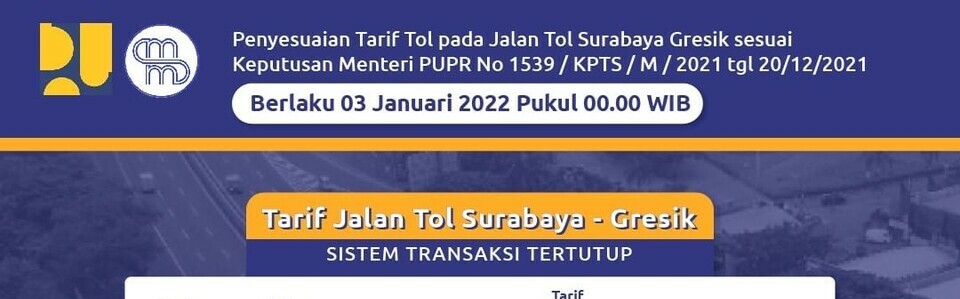 Penyesuaian Tarif Tol pada Jalan Tol Surabaya Gresik sesuai
Keputusan Menteri PUPR No 1539 / KPTS / M / 2021 tgl 20/12/2021
Berlaku 03 Januari 2022 Pukul 00.00 WIB
Tarif Jalan Tol Surabaya - Gresik
SISTEM TRANSAKSI TERTUTUP
Tarif